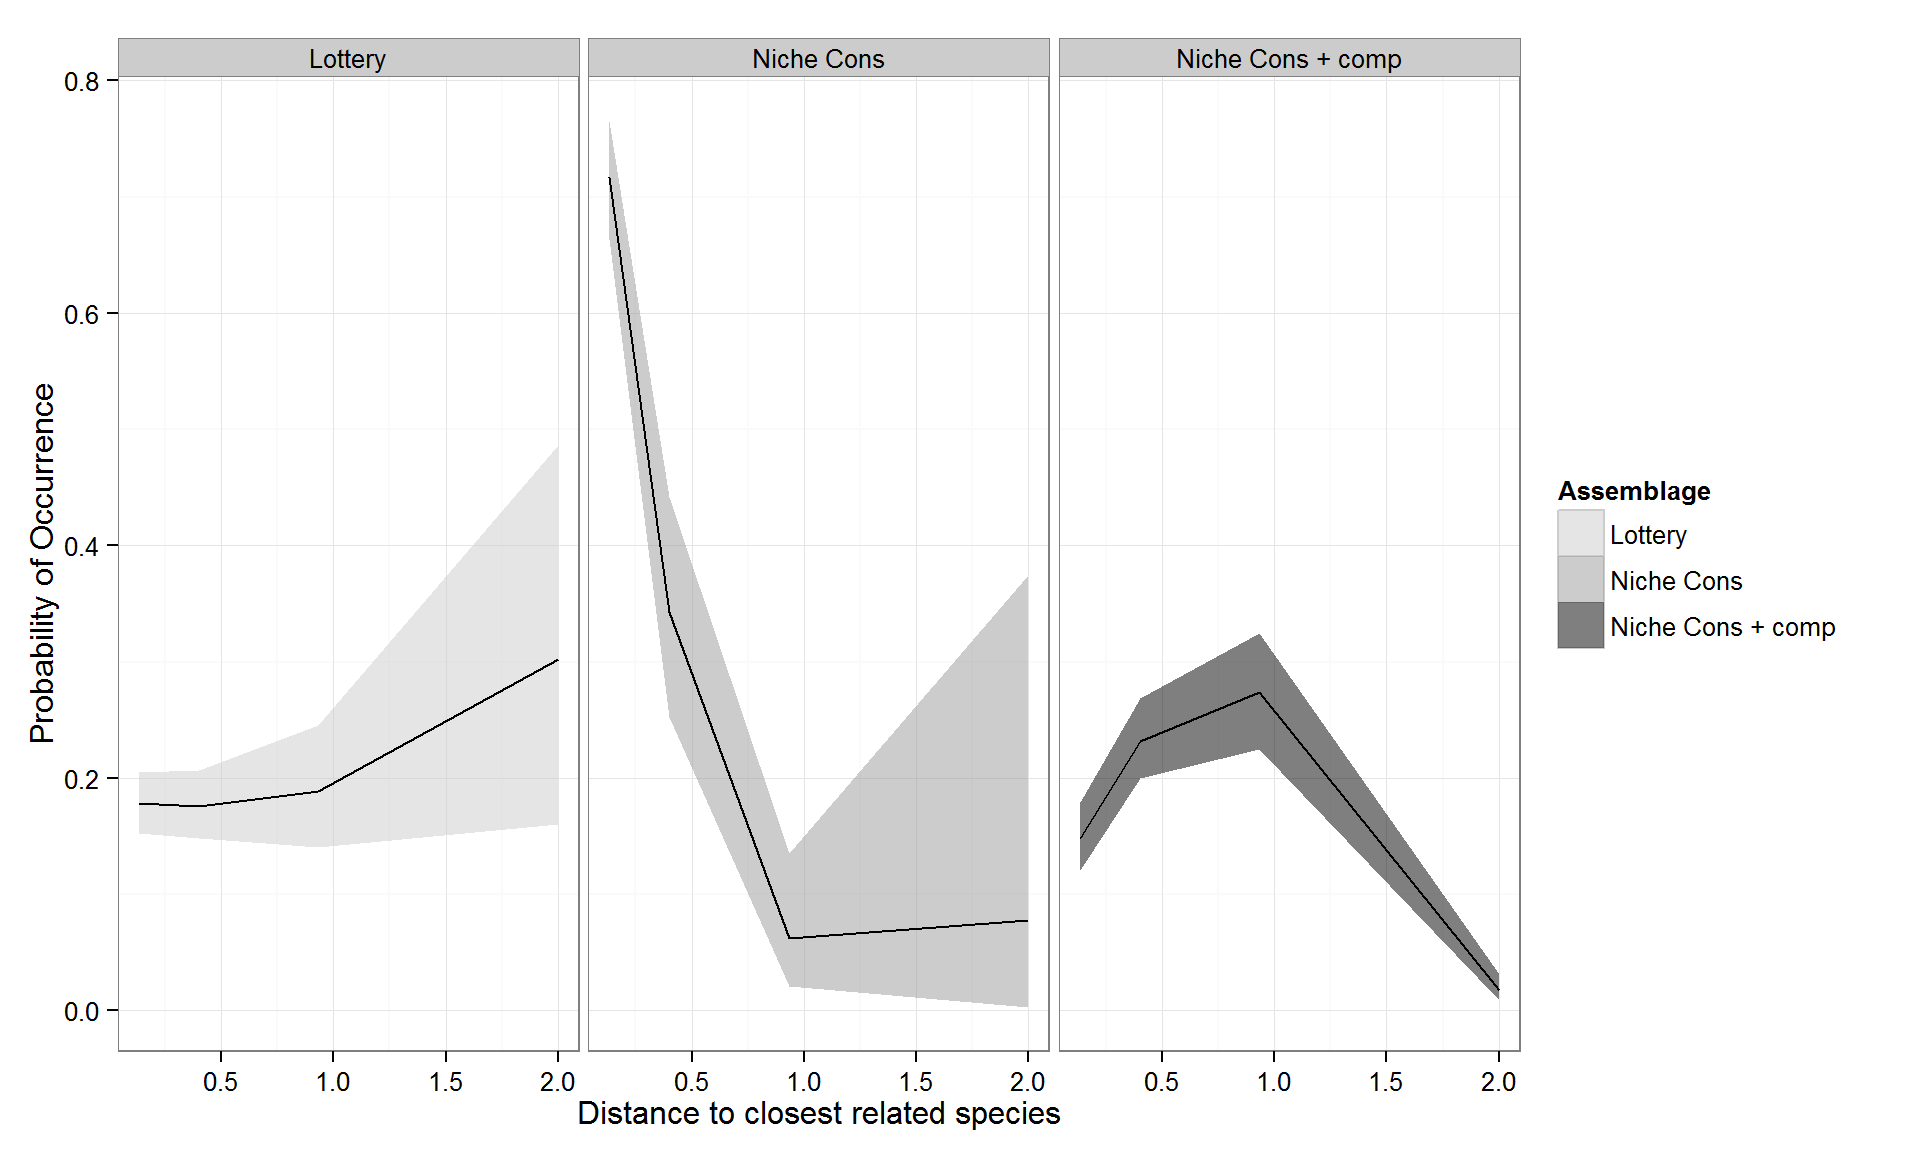 Lottery Niche Cons Niche Cons + comp
0.8
0.6
0.4
0.2
0.0
Probability of Occurrence
0.5 1.0 1.5 2.0 0.5 1.0 1.5 2.0 0.5 1.0 1.5 2.0
Distance to closest related species
Assemblage
Lottery
Niche Cons
Niche Cons + comp